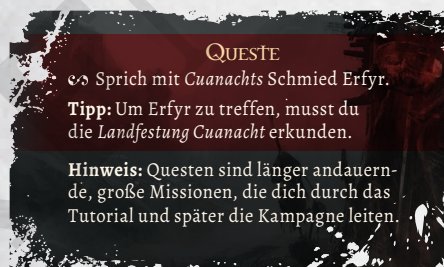 Queste
Sprich mit Cuanachts Schmied Erfyr.
Tipp: Um Erfyr zu treffen, musst du
die Landfestung Cuanacht erkunden.
Hinweis: Questen sind länger andauern-
de, große Missionen, die dich durch das
Tutorial und später die Kampagne leiten.